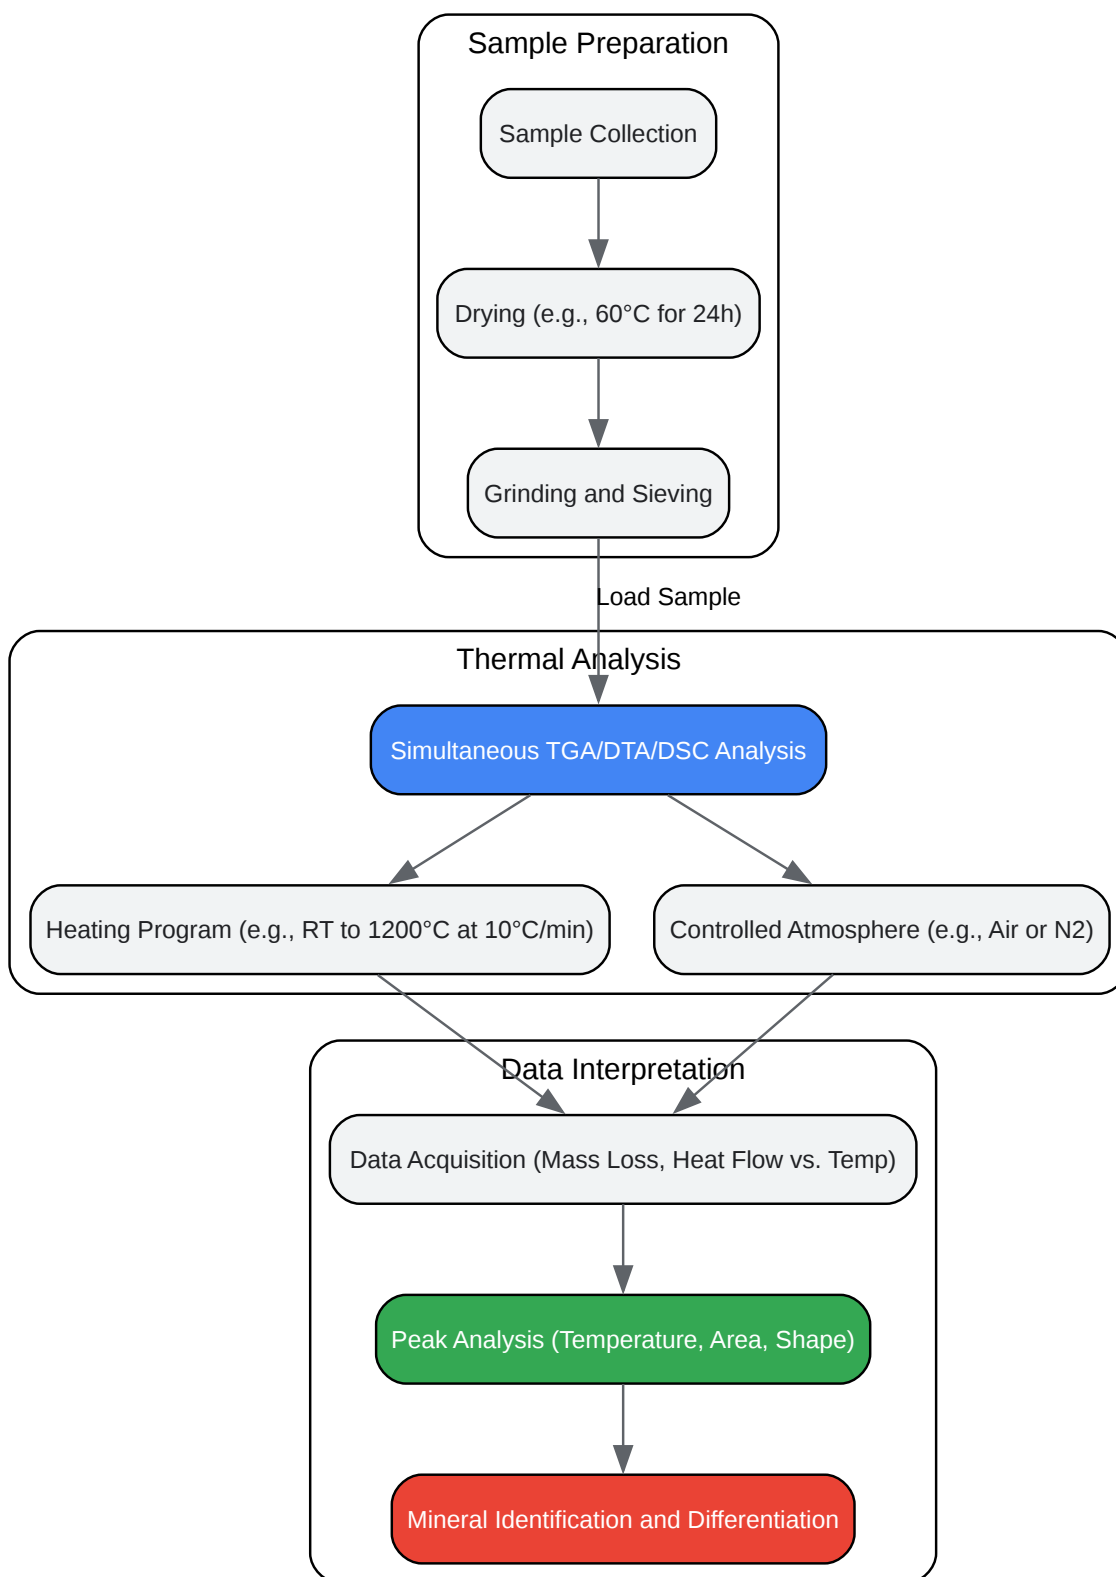 Sample Preparation
Sample Collection
Drying (e.g., 60°C for 24h)
Grinding and Sieving
Load Sample
Thermal Analysis
Simultaneous TGA/DTA/DSC Analysis
Heating Program (e.g., RT to 1200°C at 10°C/min)
Controlled Atmosphere (e.g., Air or N2)
Data Interpretation
Data Acquisition (Mass Loss, Heat Flow vs. Temp)
Peak Analysis (Temperature, Area, Shape)
Mineral Identification and Differentiation